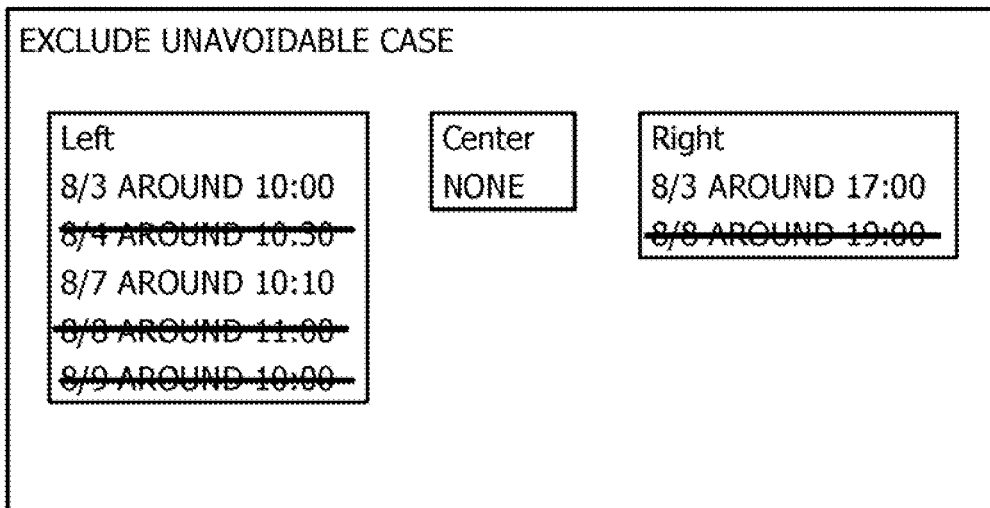 EXCLUDE UNAVOIDABLE CASE
Left
8/3 AROUND 10:00
8/4 AROUND 10:30
8/7 AROUND 10:10
8/8 AROUND 11:00
8/9 AROUND 10:00
Center
NONE
Right
8/3 AROUND 17:00
8/8 AROUND 19:00